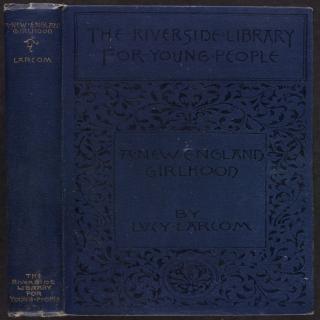 A·NEW·ENGLAND
GIRLHOOD
LARCOM
THE
RIVERSIDE
LIBRARY
FOR
YOUNG·PEOPLE
THE·RIVERSIDE·LIBRARY
FOR·YOUNG·PEOPLE
A·NEW·ENGLAND
GIRLHOOD
BY
LUCY·LARCOM